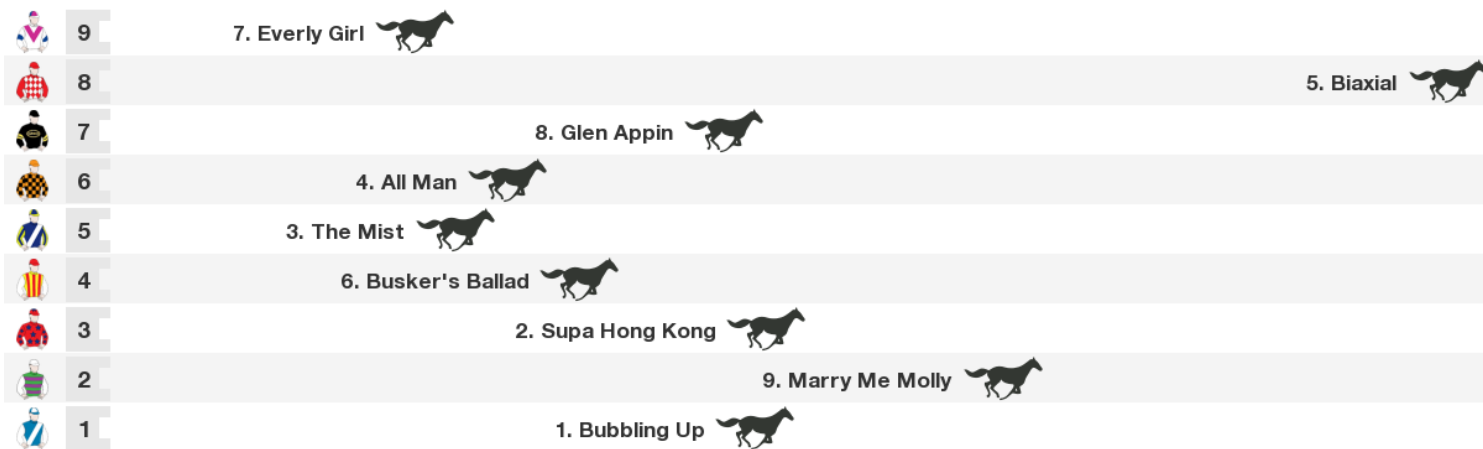 9 7. Everly Girl
8 5. Biaxial
7 8. Glen Appin
6 4. All Man
5 3. The Mist
4 6. Busker's Ballad
3 2. Supa Hong Kong
2 9. Marry Me Molly
1 1. Bubbling Up